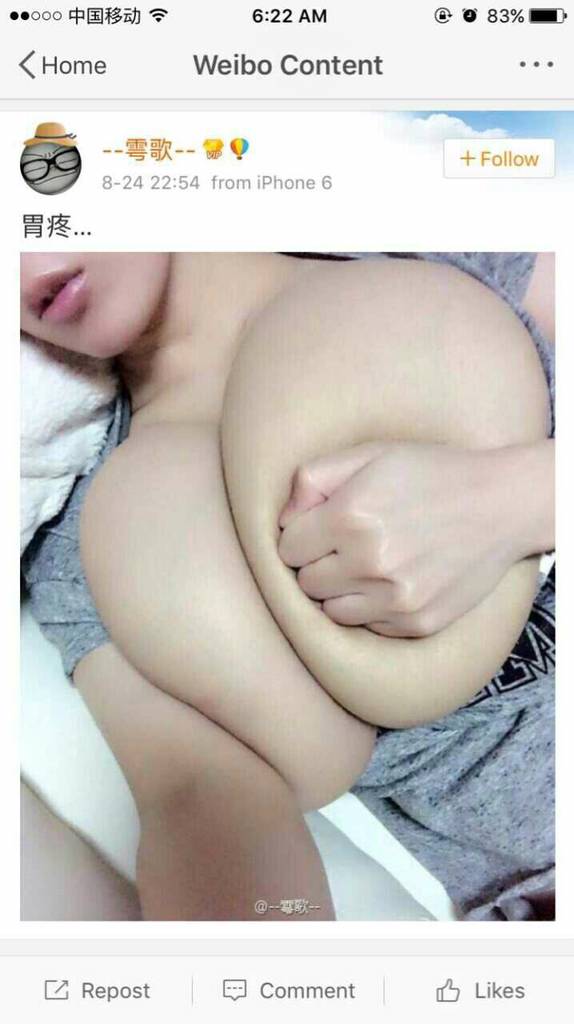 中国移动 6:22 AM 83%
Home Weibo Content
--雩歌-- VIP
8-24 22:54 from iPhone 6
+Follow
胃疼...
@--雩歌--
Repost Comment Likes